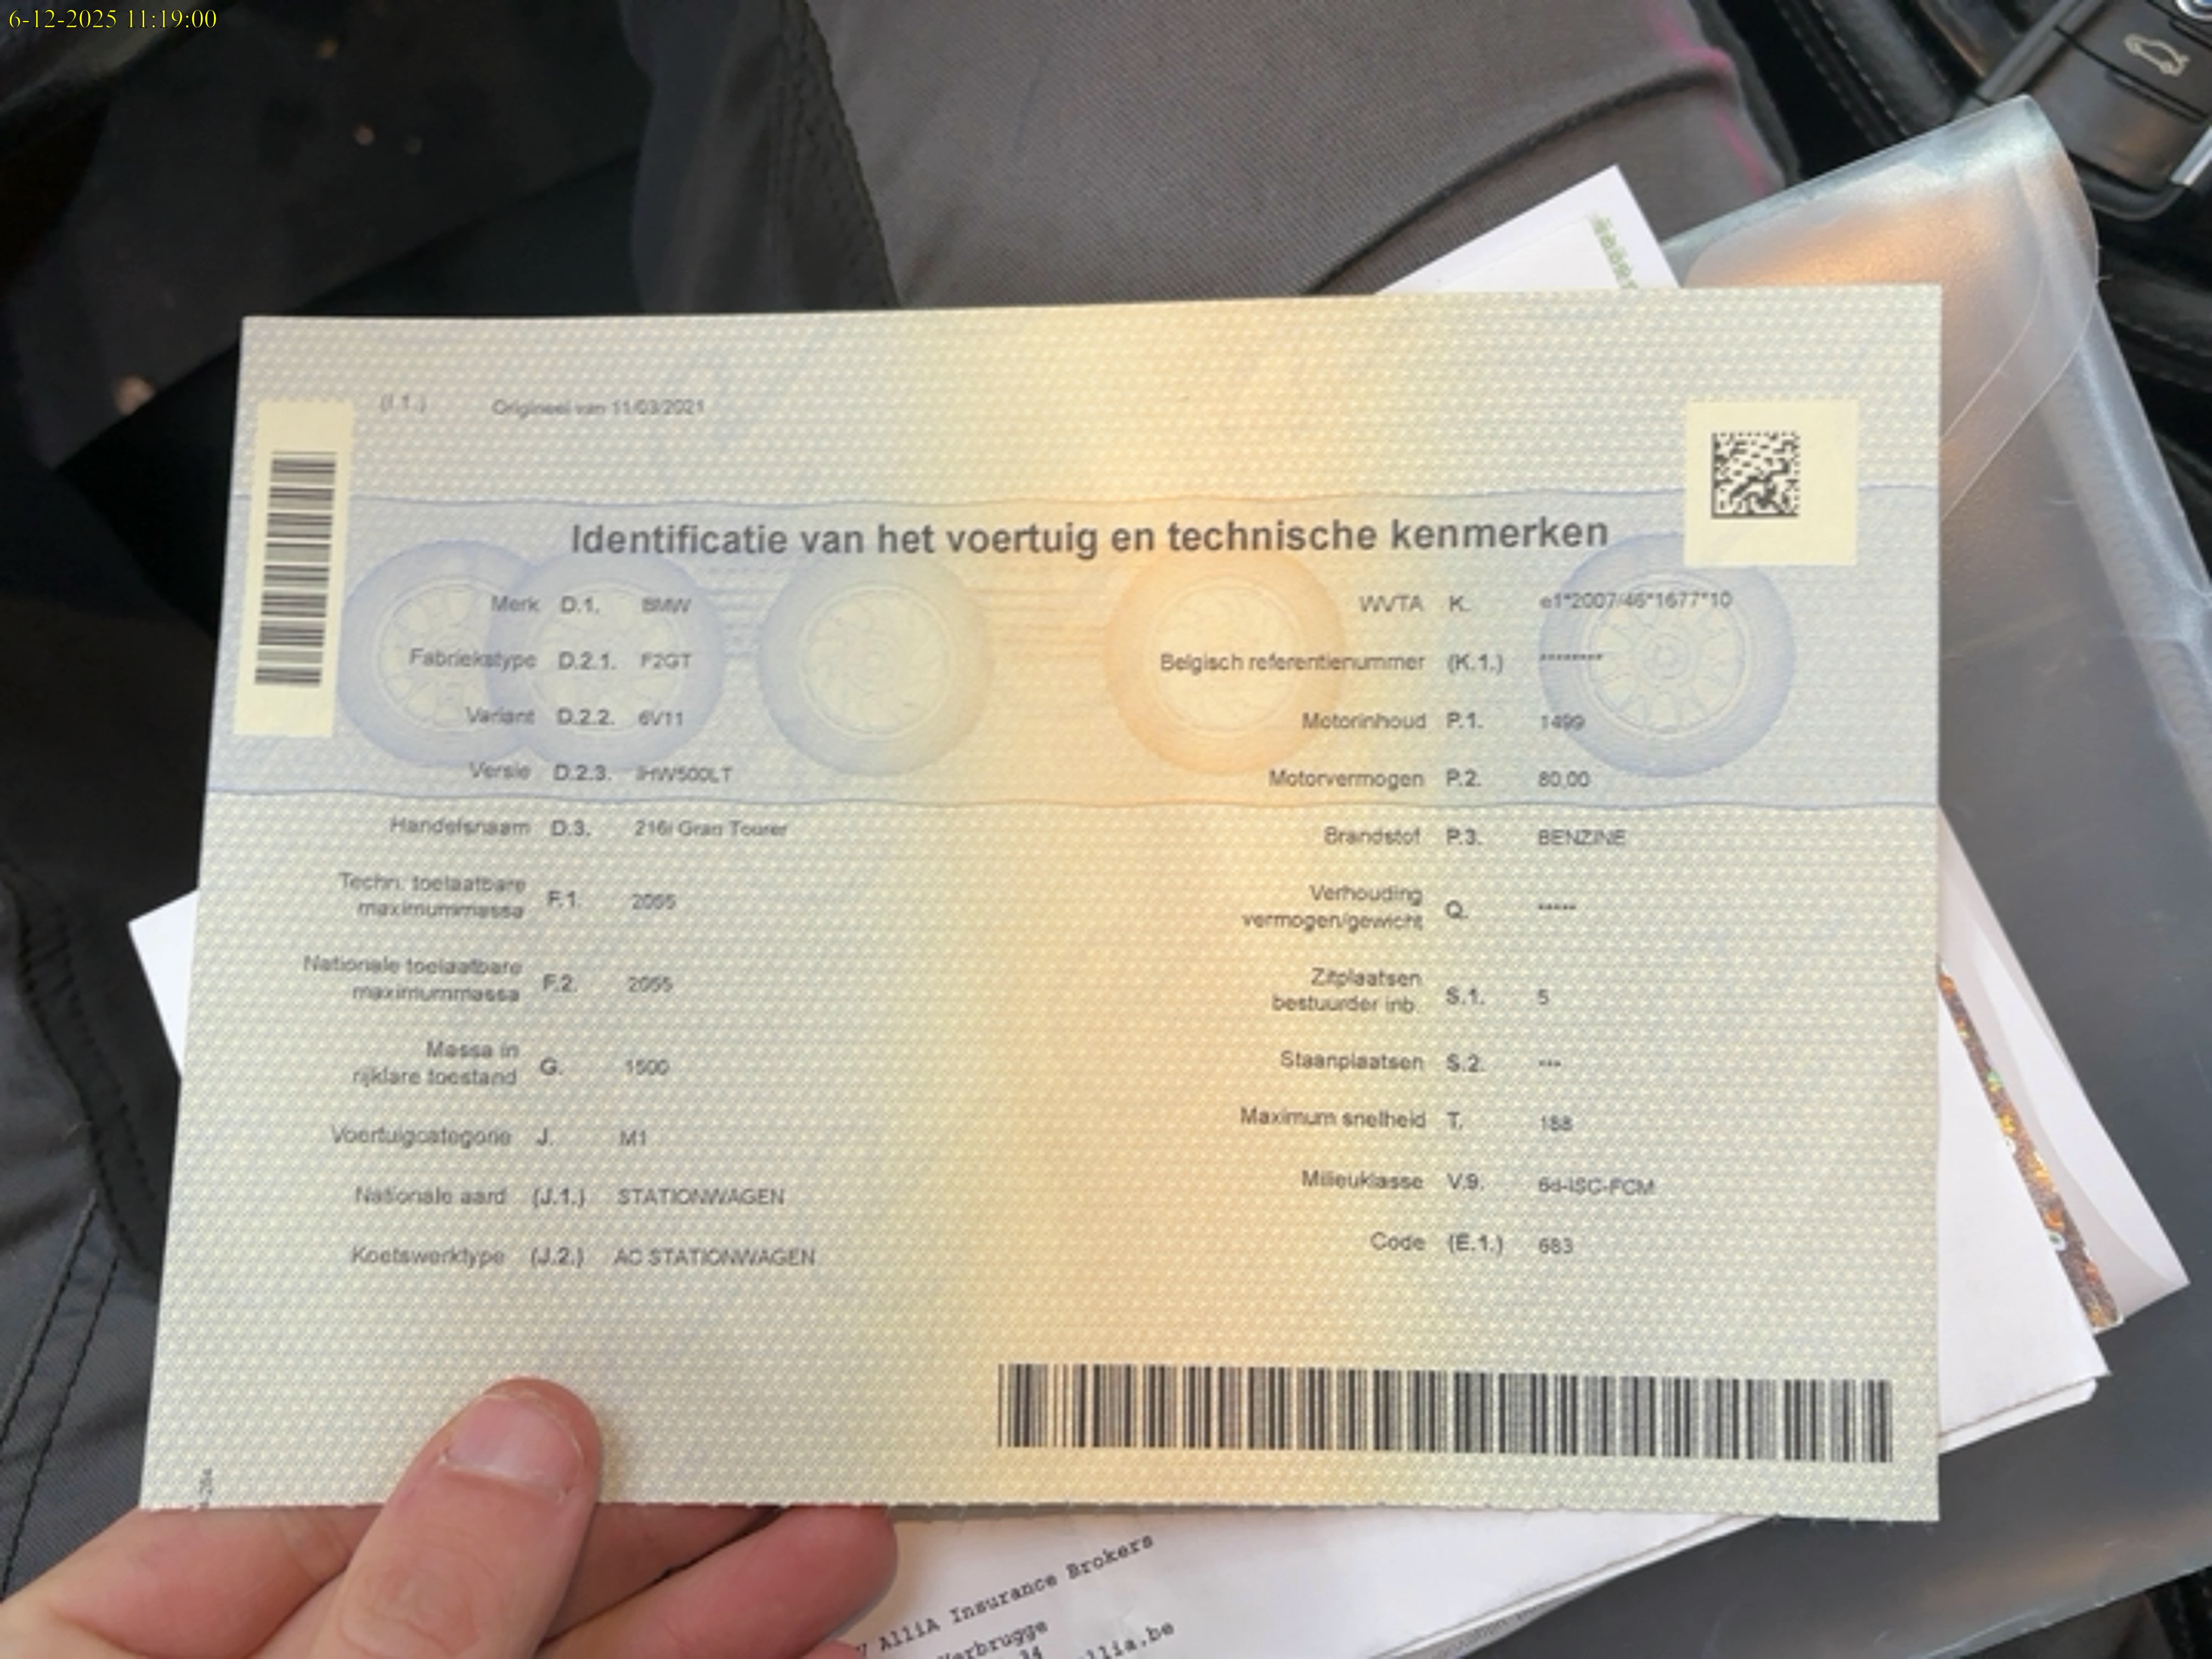 6-12-2025 11:19:00
(I.1.) Origineel van 11/03/2021
Identificatie van het voertuig en technische kenmerken
Merk D.1. BMW
Fabriekstype D.2.1. F2GT
Variant D.2.2. 6V11
Versie D.2.3. IHW500LT
Handelsnaam D.3. 216i Gran Tourer
Techn. toelaatbare
maximummassa F.1. 2055
Nationale toelaatbare
maximummassa F.2. 2055
Massa in
rijklare toestand G. 1500
Voertuigcategorie J. M1
Nationale aard (J.1.) STATIONWAGEN
Koetswerktype (J.2.) AC STATIONWAGEN
WVTA K. e1*2007/46*1677*10
Belgisch referentienummer (K.1.) ********
Motorinhoud P.1. 1499
Motorvermogen P.2. 80,00
Brandstof P.3. BENZINE
Verhouding
vermogen/gewicht Q. *****
Zitplaatsen
bestuurder inb. S.1. 5
Staanplaatsen S.2. ***
Maximum snelheid T. 188
Milieuklasse V.9. 6d-ISC-FCM
Code (E.1.) 683
AlliA Insurance Brokers
Verbrugge
34
llia.be